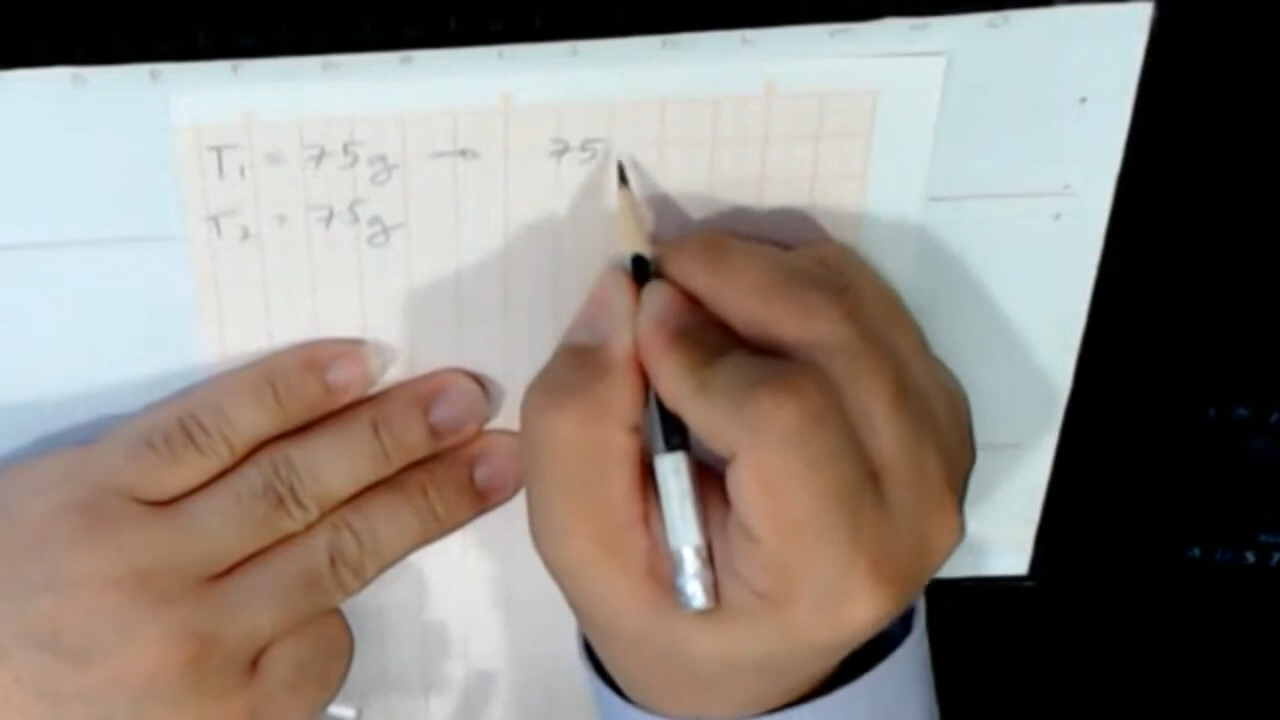 T₁ = 75g → 75
T₂ = 75g